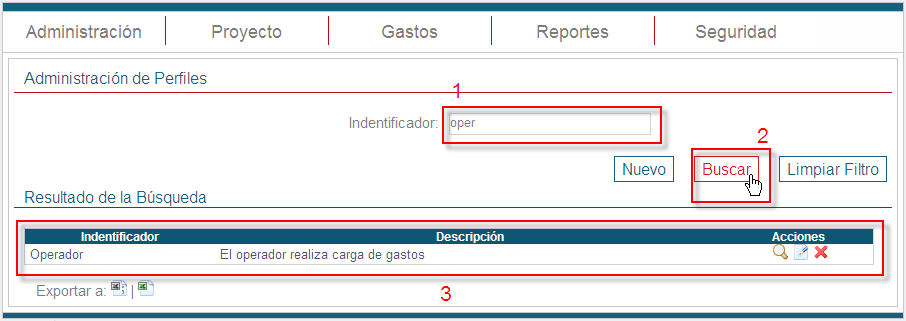 Administración Proyecto Gastos Reportes Seguridad
Administración de Perfiles
1
Indentificador: oper
2
Nuevo Buscar Limpiar Filtro
Resultado de la Búsqueda
Indentificador Descripción Acciones
Operador El operador realiza carga de gastos
Exportar a: |
3